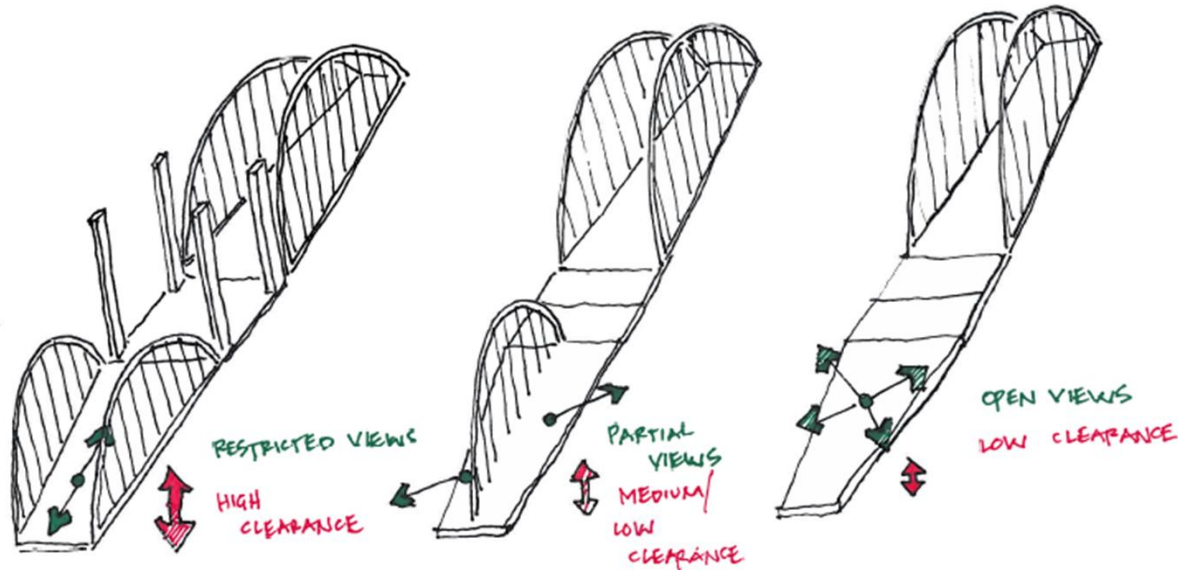 RESTRICTED VIEWS
HIGH
CLEARANCE
PARTIAL
VIEWS
MEDIUM/
LOW
CLEARANCE
OPEN VIEWS
LOW CLEARANCE